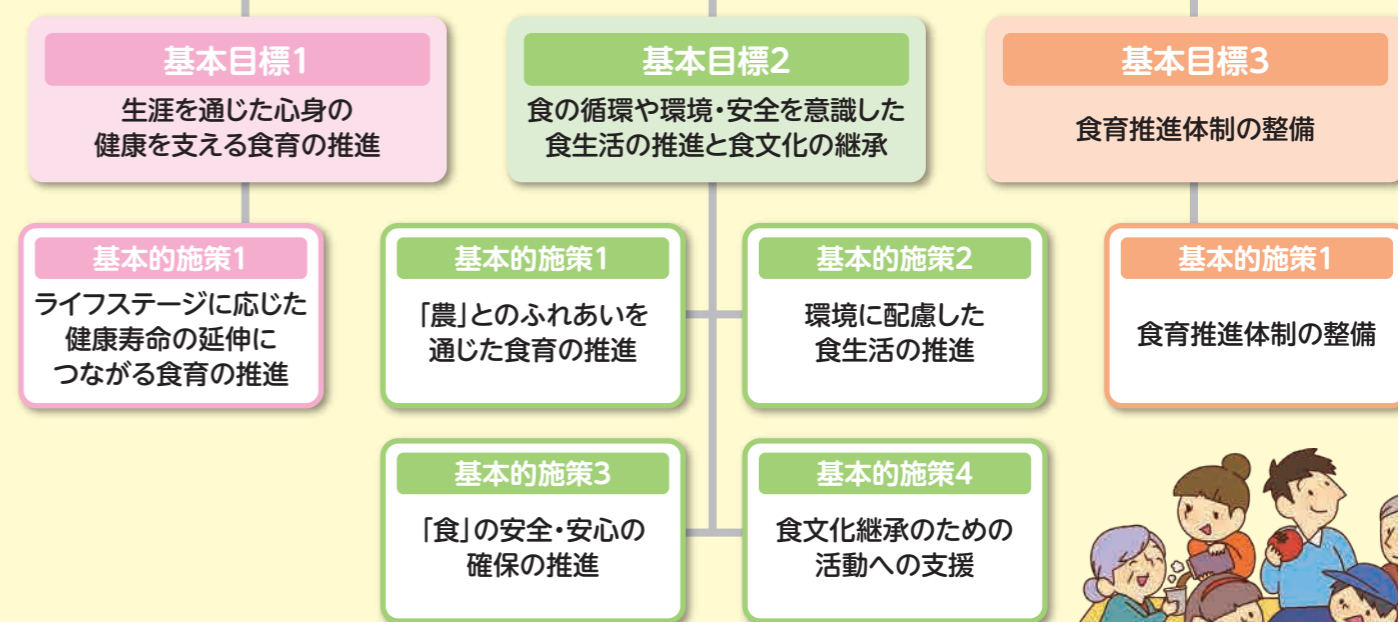 基本目標1
生涯を通じた心身の
健康を支える食育の推進
基本目標2
食の循環や環境・安全を意識した
食生活の推進と食文化の継承
基本目標3
食育推進体制の整備
基本的施策1
ライフステージに応じた
健康寿命の延伸に
つながる食育の推進
基本的施策1
「農」とのふれあいを
通じた食育の推進
基本的施策2
環境に配慮した
食生活の推進
基本的施策3
「食」の安全・安心の
確保の推進
基本的施策4
食文化継承のための
活動への支援
基本的施策1
食育推進体制の整備